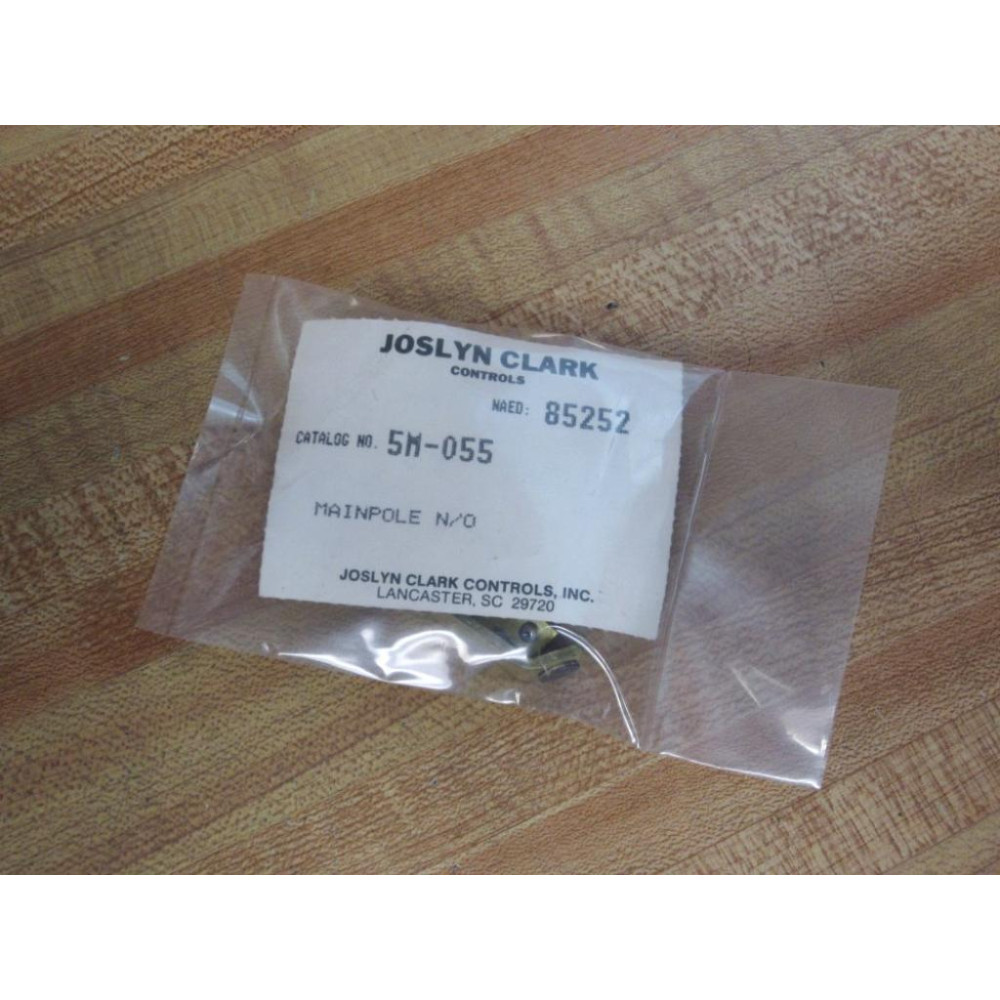 JOSLYN CLARK
CONTROLS
NAED: 85252
CATALOG NO. 5M-055
MAINPOLE N/O
JOSLYN CLARK CONTROLS, INC.
LANCASTER, SC 29720